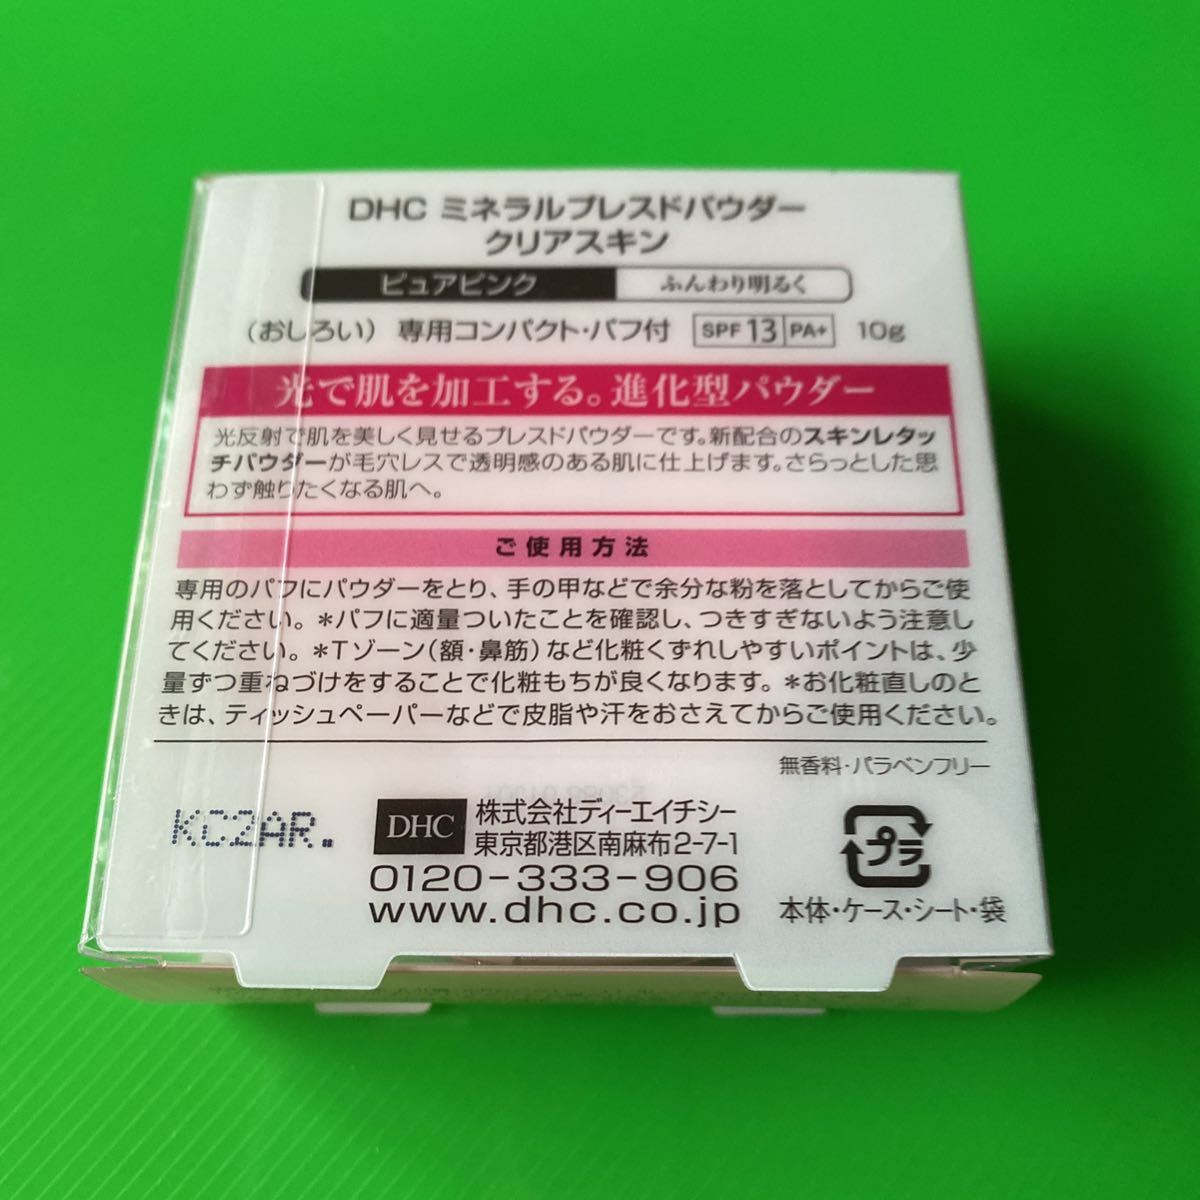 DHC ミネラルプレスドパウダー
クリアスキン
ピュアピンク ふんわり明るく
（おしろい） 専用コンパクト・パフ付 SPF 13 PA+ 10g
光で肌を加工する。進化型パウダー
光反射で肌を美しく見せるプレスドパウダーです。新配合のスキンレタッ
チパウダーが毛穴レスで透明感のある肌に仕上げます。さらっとした思
わず触りたくなる肌へ。
ご使用方法
専用のパフにパウダーをとり、手の甲などで余分な粉を落としてからご使
用ください。＊パフに適量ついたことを確認し、つきすぎないよう注意し
てください。＊Tゾーン（額・鼻筋）など化粧くずれしやすいポイントは、少
量ずつ重ねづけをすることで化粧もちが良くなります。＊お化粧直しのと
きは、ティッシュペーパーなどで皮脂や汗をおさえてからご使用ください。
無香料・パラベンフリー
KC2AR.
DHC 株式会社ディーエイチシー
東京都港区南麻布2-7-1
0120-333-906
www.dhc.co.jp
プラ
本体・ケース・シート・袋